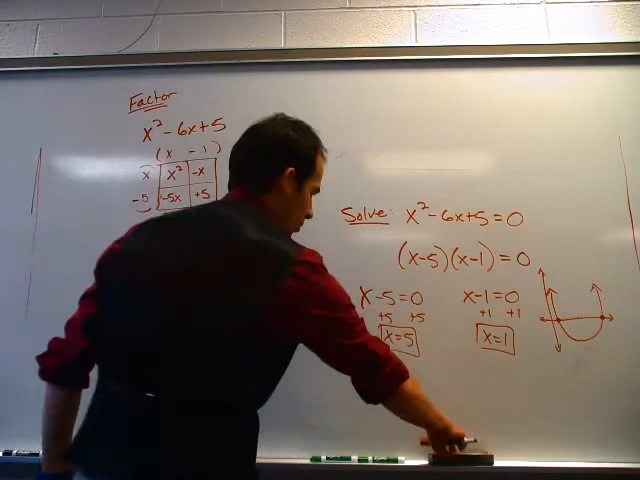 Factor
x² - 6x + 5
(x - 1)
x x² -x
-5 -5x +5
Solve: x² - 6x + 5 = 0
(x-5)(x-1) = 0
x - 5 = 0 x - 1 = 0
+5 +5 +1 +1
x = 5 x = 1